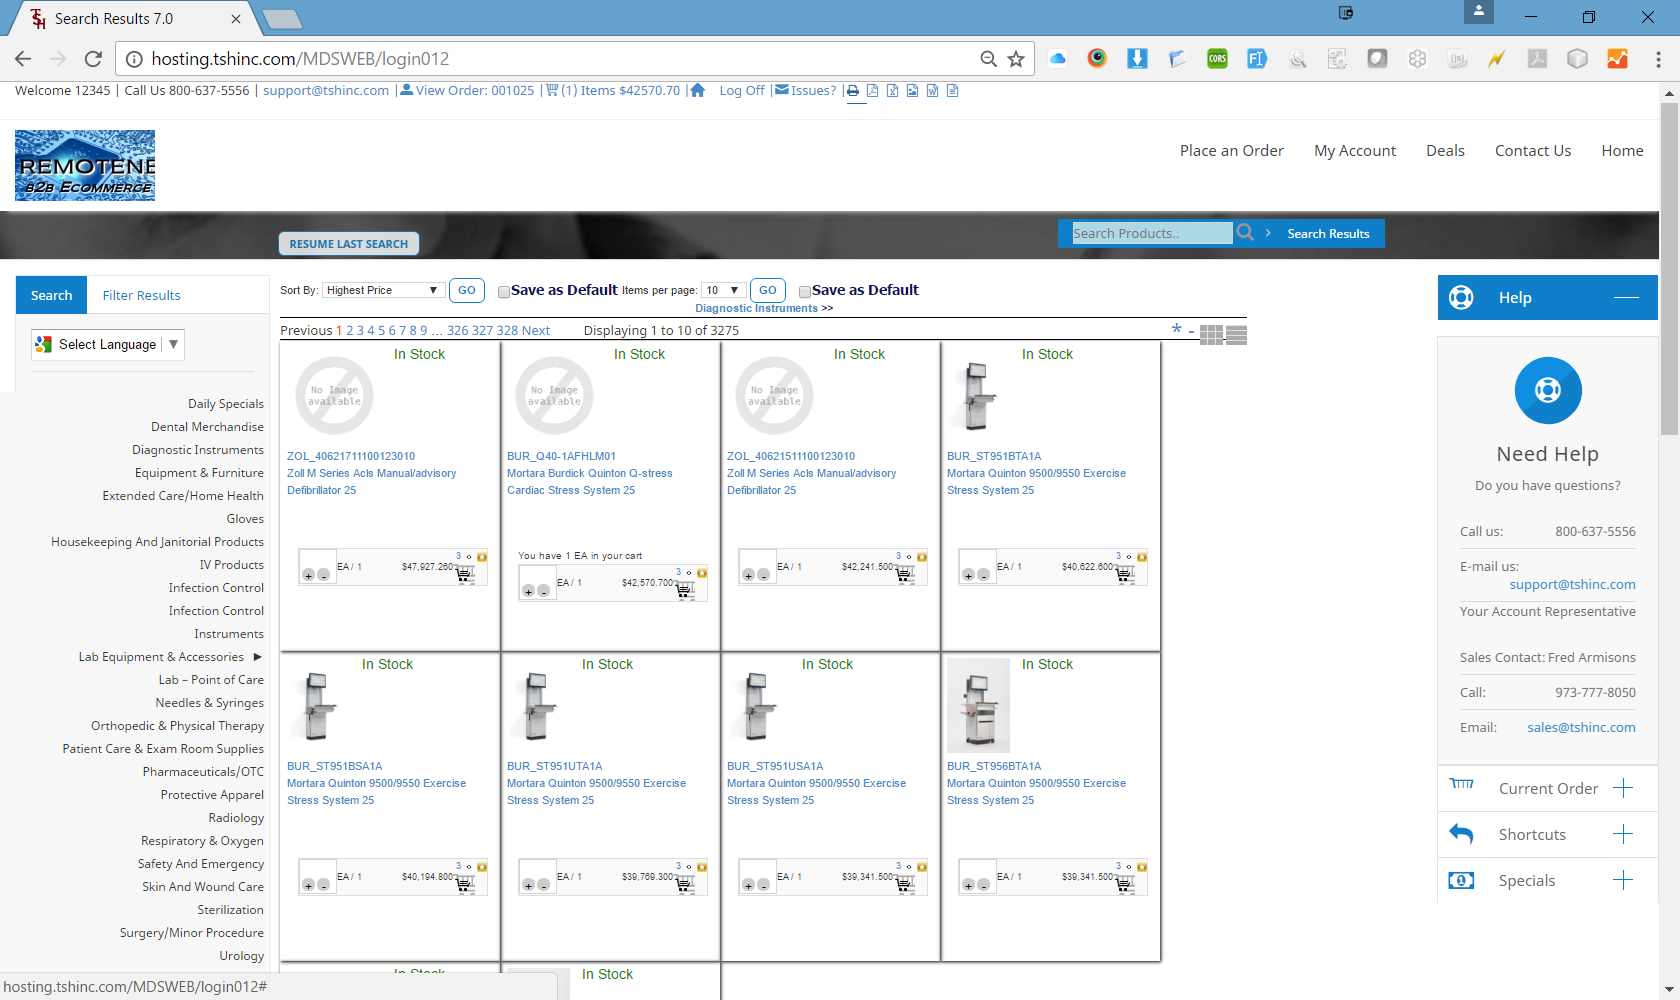 Search Results 7.0
hosting.tshinc.com/MDSWEB/login012
Welcome 12345 | Call Us 800-637-5556 | support@tshinc.com | View Order: 001025 | (1) Items $42570.70 | Log Off | Issues? |
REMOTENE
B2B ECOMMERCE
Place an Order My Account Deals Contact Us Home
RESUME LAST SEARCH
Search Products.. > Search Results
Search Filter Results
Select Language ▼
Daily Specials
Dental Merchandise
Diagnostic Instruments
Equipment & Furniture
Extended Care/Home Health
Gloves
Housekeeping And Janitorial Products
IV Products
Infection Control
Infection Control
Instruments
Lab Equipment & Accessories ►
Lab – Point of Care
Needles & Syringes
Orthopedic & Physical Therapy
Patient Care & Exam Room Supplies
Pharmaceuticals/OTC
Protective Apparel
Radiology
Respiratory & Oxygen
Safety And Emergency
Skin And Wound Care
Sterilization
Surgery/Minor Procedure
Urology
Sort By: Highest Price ▼ GO Save as Default Items per page: 10 ▼ GO Save as Default
Diagnostic Instruments >>
Previous 1 2 3 4 5 6 7 8 9 ... 326 327 328 Next Displaying 1 to 10 of 3275 * -
In Stock
No Image
available
ZOL_40621711100123010
Zoll M Series Acls Manual/advisory
Defibrillator 25
EA / 1 $47,927.260 3
In Stock
No Image
available
BUR_Q40-1AFHLM01
Mortara Burdick Quinton Q-stress
Cardiac Stress System 25
You have 1 EA in your cart
EA / 1 $42,570.700 3
In Stock
No Image
available
ZOL_40621511100123010
Zoll M Series Acls Manual/advisory
Defibrillator 25
EA / 1 $42,241.500 3
In Stock
BUR_ST951BTA1A
Mortara Quinton 9500/9550 Exercise
Stress System 25
EA / 1 $40,622.600 3
In Stock
BUR_ST951BSA1A
Mortara Quinton 9500/9550 Exercise
Stress System 25
EA / 1 $40,194.800 3
In Stock
BUR_ST951UTA1A
Mortara Quinton 9500/9550 Exercise
Stress System 25
EA / 1 $39,769.300 3
In Stock
BUR_ST951USA1A
Mortara Quinton 9500/9550 Exercise
Stress System 25
EA / 1 $39,341.500 3
In Stock
BUR_ST956BTA1A
Mortara Quinton 9500/9550 Exercise
Stress System 25
EA / 1 $39,341.500 3
In Stock
In Stock
Help
Need Help
Do you have questions?
Call us: 800-637-5556
E-mail us:
support@tshinc.com
Your Account Representative
Sales Contact: Fred Armisons
Call: 973-777-8050
Email: sales@tshinc.com
Current Order
Shortcuts
Specials
hosting.tshinc.com/MDSWEB/login012#